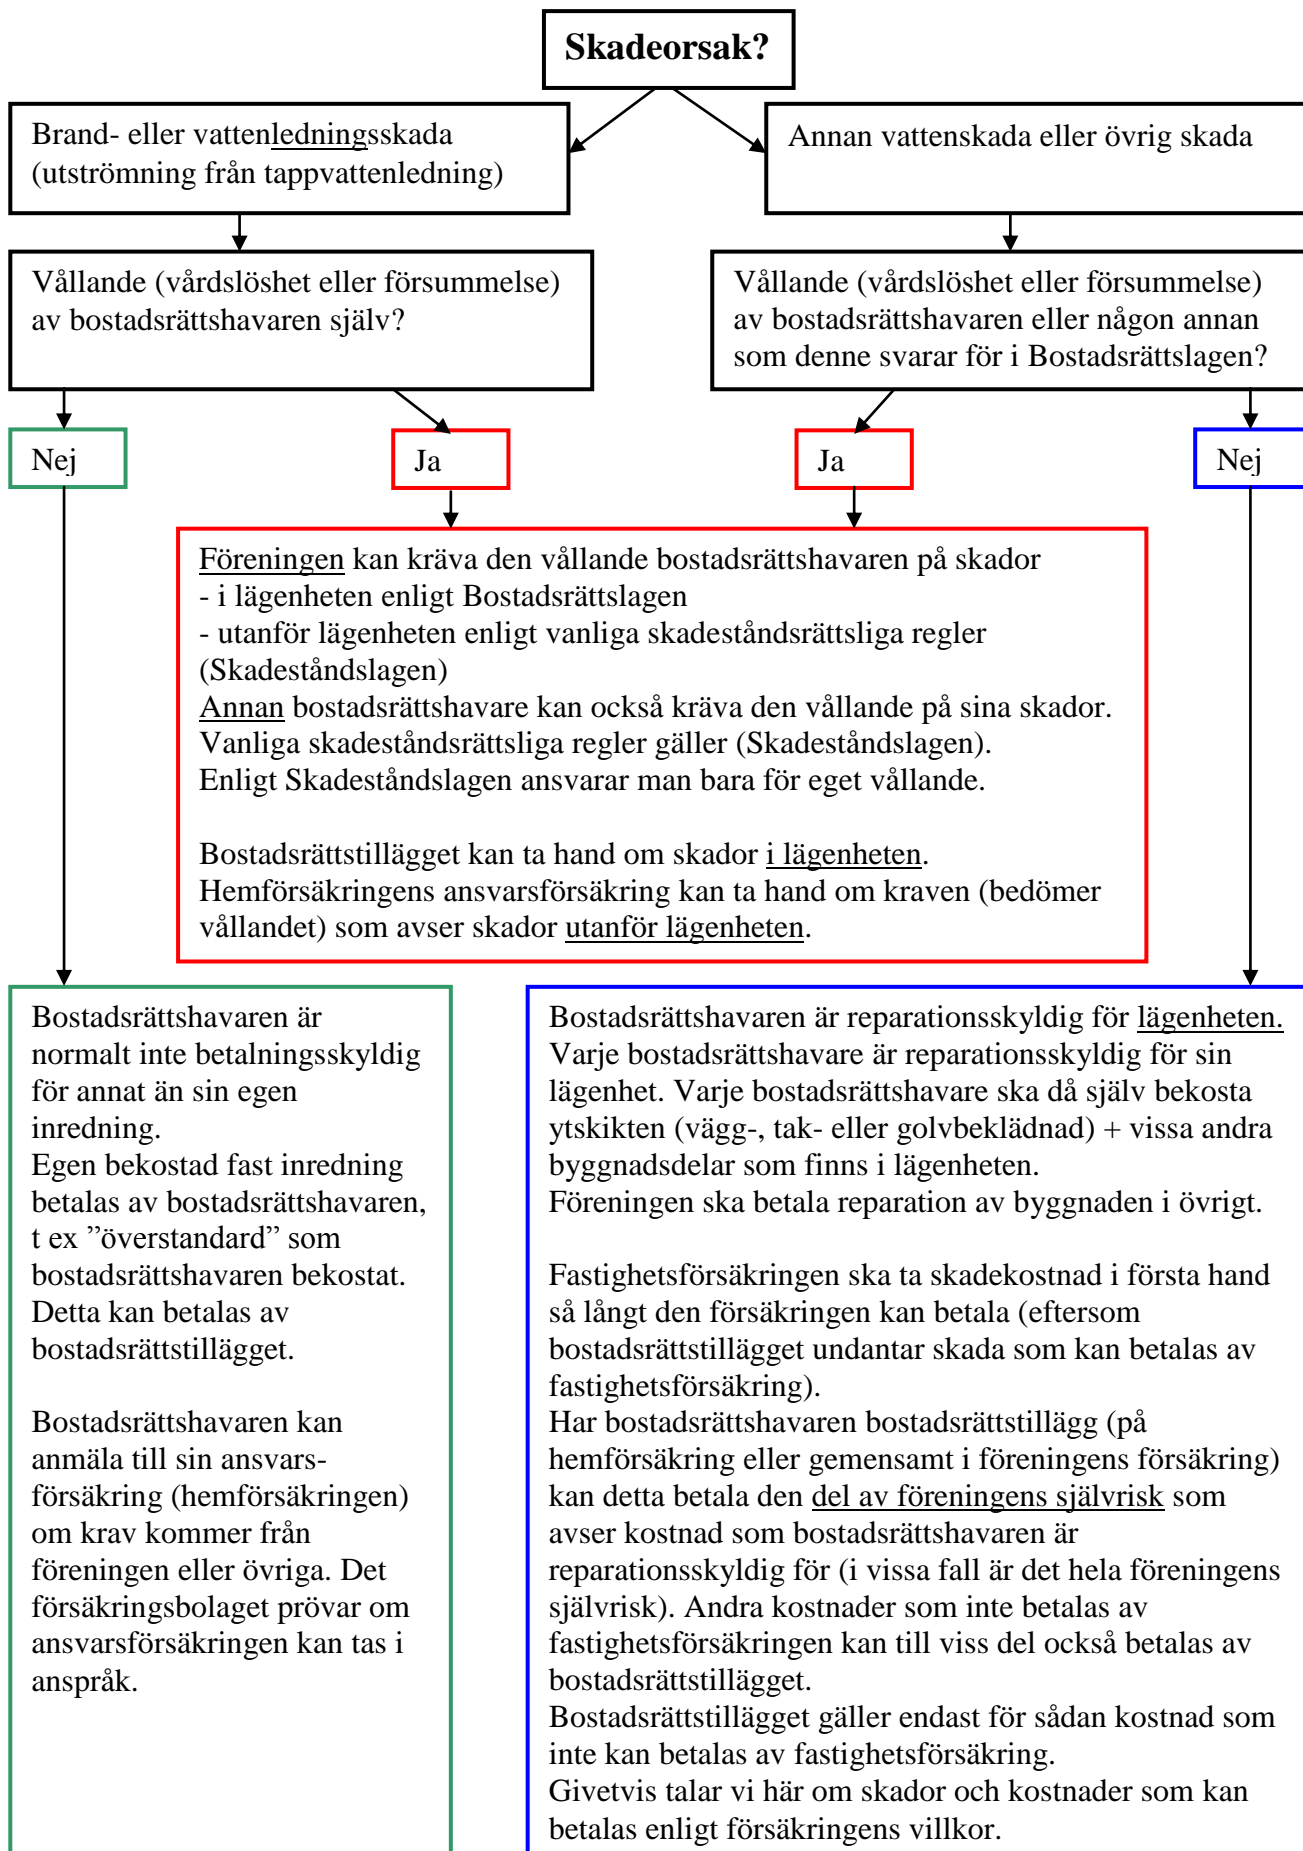 Skadeorsak?
Brand- eller vattenledningsskada
(utströmning från tappvattenledning)
Annan vattenskada eller övrig skada
Vållande (vårdslöshet eller försummelse)
av bostadsrättshavaren själv?
Vållande (vårdslöshet eller försummelse)
av bostadsrättshavaren eller någon annan
som denne svarar för i Bostadsrättslagen?
Nej
Ja
Ja
Nej
Föreningen kan kräva den vållande bostadsrättshavaren på skador
- i lägenheten enligt Bostadsrättslagen
- utanför lägenheten enligt vanliga skadeståndsrättsliga regler
(Skadeståndslagen)
Annan bostadsrättshavare kan också kräva den vållande på sina skador.
Vanliga skadeståndsrättsliga regler gäller (Skadeståndslagen).
Enligt Skadeståndslagen ansvarar man bara för eget vållande.
Bostadsrättstillägget kan ta hand om skador i lägenheten.
Hemförsäkringens ansvarsförsäkring kan ta hand om kraven (bedömer
vållandet) som avser skador utanför lägenheten.
Bostadsrättshavaren är
normalt inte betalningsskyldig
för annat än sin egen
inredning.
Egen bekostad fast inredning
betalas av bostadsrättshavaren,
t ex ”överstandard” som
bostadsrättshavaren bekostat.
Detta kan betalas av
bostadsrättstillägget.
Bostadsrättshavaren kan
anmäla till sin ansvars-
försäkring (hemförsäkringen)
om krav kommer från
föreningen eller övriga. Det
försäkringsbolaget prövar om
ansvarsförsäkringen kan tas i
anspråk.
Bostadsrättshavaren är reparationsskyldig för lägenheten.
Varje bostadsrättshavare är reparationsskyldig för sin
lägenhet. Varje bostadsrättshavare ska då själv bekosta
ytskikten (vägg-, tak- eller golvbeklädnad) + vissa andra
byggnadsdelar som finns i lägenheten.
Föreningen ska betala reparation av byggnaden i övrigt.
Fastighetsförsäkringen ska ta skadekostnad i första hand
så långt den försäkringen kan betala (eftersom
bostadsrättstillägget undantar skada som kan betalas av
fastighetsförsäkring).
Har bostadsrättshavaren bostadsrättstillägg (på
hemförsäkring eller gemensamt i föreningens försäkring)
kan detta betala den del av föreningens självrisk som
avser kostnad som bostadsrättshavaren är
reparationsskyldig för (i vissa fall är det hela föreningens
självrisk). Andra kostnader som inte betalas av
fastighetsförsäkringen kan till viss del också betalas av
bostadsrättstillägget.
Bostadsrättstillägget gäller endast för sådan kostnad som
inte kan betalas av fastighetsförsäkring.
Givetvis talar vi här om skador och kostnader som kan
betalas enligt försäkringens villkor.